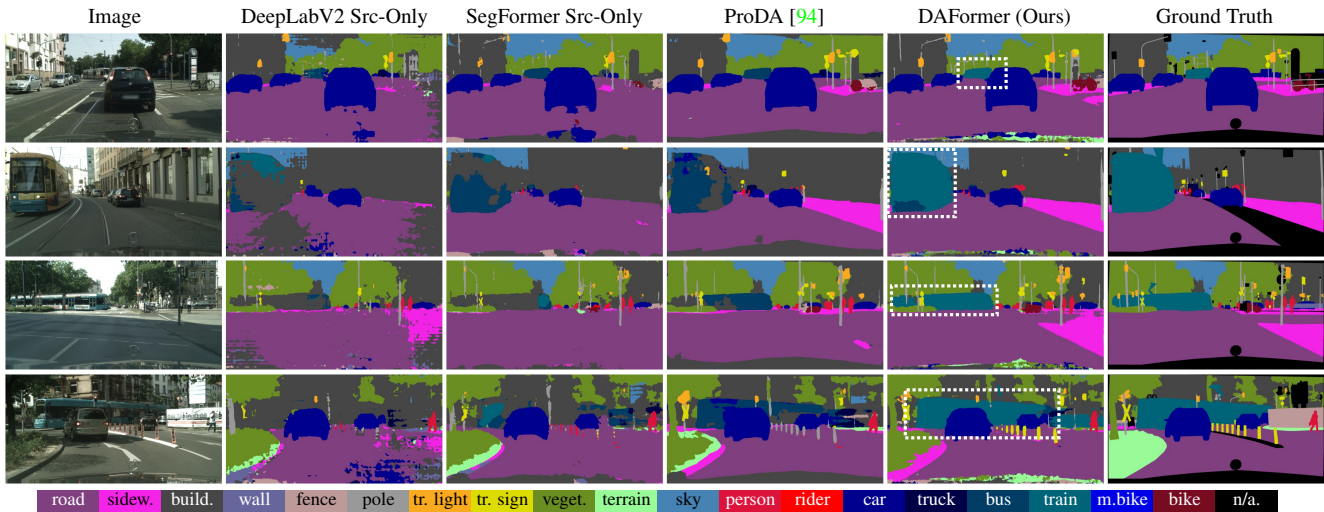 Image DeepLabV2 Src-Only SegFormer Src-Only ProDA [94] DAFormer (Ours) Ground Truth
road sidew. build. wall fence pole tr. light tr. sign veget. terrain sky person rider car truck bus train m.bike bike n/a.